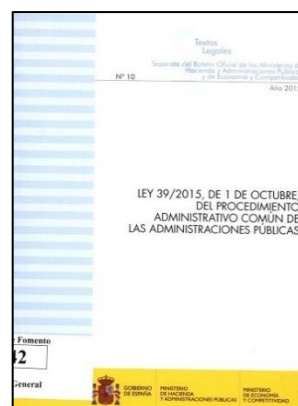 Textos
Legales
Separata del Boletín Oficial de los Ministerios de
Hacienda y Administraciones Públicas
y de Economía y Competitividad
Nº 10
Año 2015
LEY 39/2015, DE 1 DE OCTUBRE,
DEL PROCEDIMIENTO
ADMINISTRATIVO COMÚN DE
LAS ADMINISTRACIONES PÚBLICAS
Fomento
42
General
GOBIERNO
DE ESPAÑA
MINISTERIO
DE HACIENDA
Y ADMINISTRACIONES PÚBLICAS
MINISTERIO
DE ECONOMÍA
Y COMPETITIVIDAD